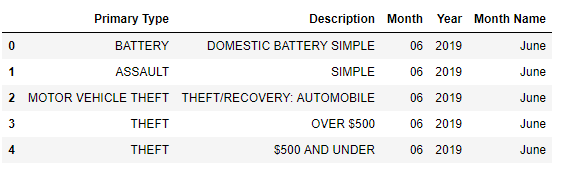 Primary Type Description Month Year Month Name
0 BATTERY DOMESTIC BATTERY SIMPLE 06 2019 June
1 ASSAULT SIMPLE 06 2019 June
2 MOTOR VEHICLE THEFT THEFT/RECOVERY: AUTOMOBILE 06 2019 June
3 THEFT OVER $500 06 2019 June
4 THEFT $500 AND UNDER 06 2019 June